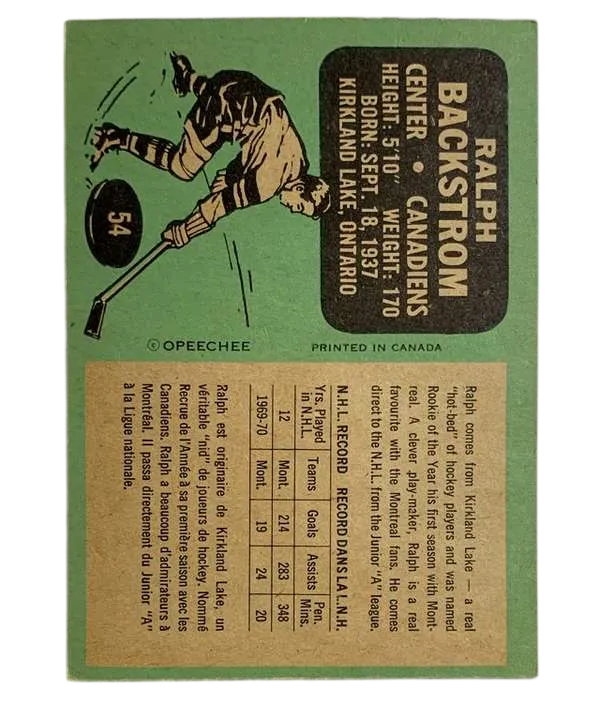 RALPH
BACKSTROM
CENTER • CANADIENS
HEIGHT: 5'10" WEIGHT: 170
BORN: SEPT. 18, 1937
KIRKLAND LAKE, ONTARIO
54
© OPEECHEE
PRINTED IN CANADA
Ralph comes from Kirkland Lake — a real
"hot-bed" of hockey players and was named
Rookie of the Year his first season with Mont-
real. A clever play-maker, Ralph is a real
favourite with the Montreal fans. He comes
direct to the N.H.L. from the Junior "A" league.
N.H.L. RECORD RECORD DANS LA L.N.H.
Yrs. Played in N.H.L. Teams Goals Assists Pen. Mins.
12 Mont. 214 283 348
1969-70 Mont. 19 24 20
Ralph est originaire de Kirkland Lake, un
véritable "nid" de joueurs de hockey. Nommé
Recrue de l'Année à sa première saison avec les
Canadiens. Ralph a beaucoup d'admirateurs à
Montréal. Il passa directement du Junior "A"
à la Ligue nationale.